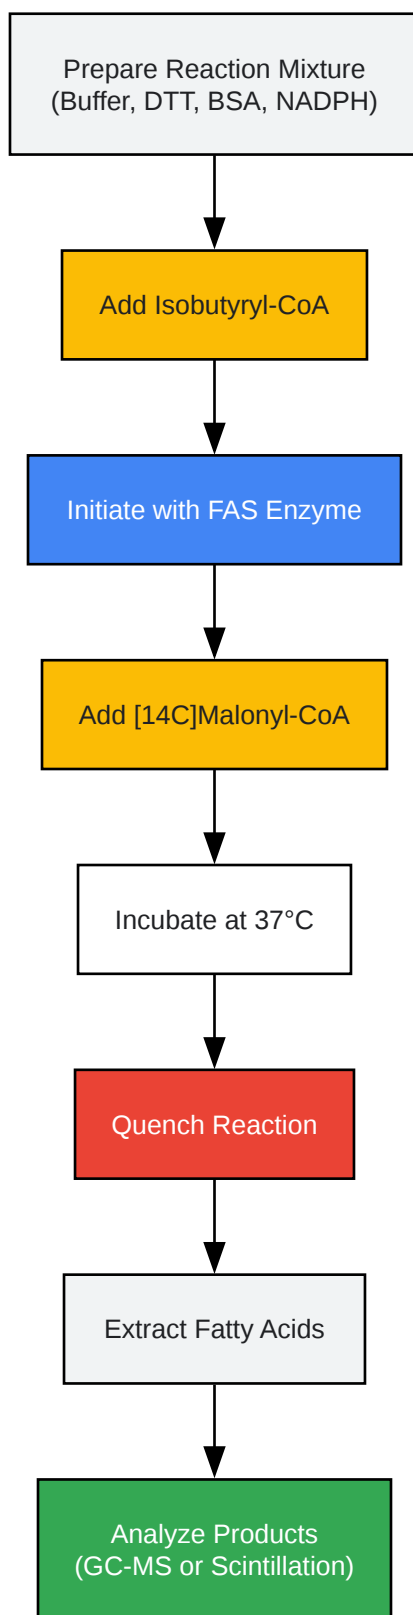 Prepare Reaction Mixture
(Buffer, DTT, BSA, NADPH)
Add Isobutyryl-CoA
Initiate with FAS Enzyme
Add [14C]Malonyl-CoA
Incubate at 37°C
Quench Reaction
Extract Fatty Acids
Analyze Products
(GC-MS or Scintillation)